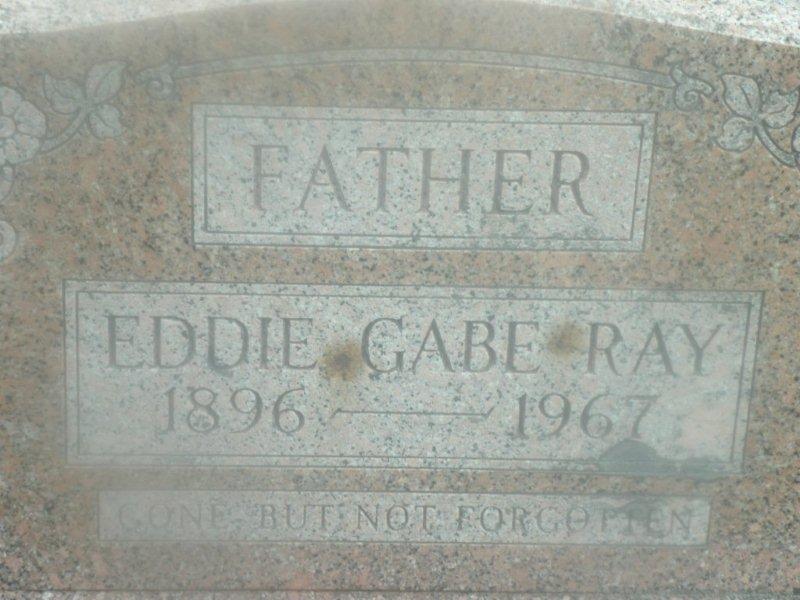 FATHER
EDDIE GABE RAY
1896 — 1967
GONE BUT NOT FORGOTTEN